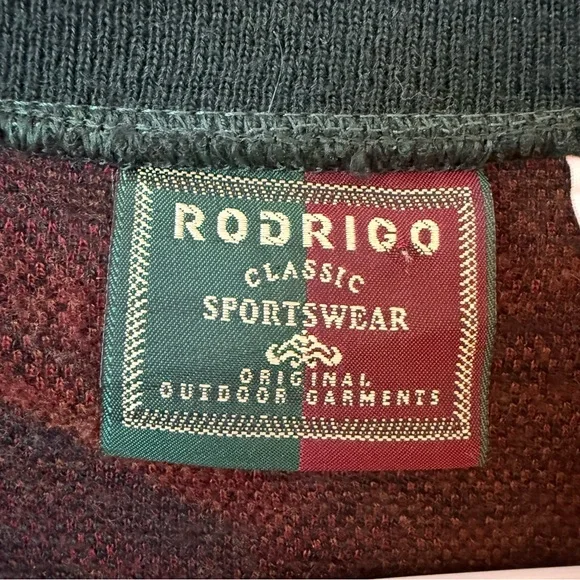 RODRIGO
CLASSIC
SPORTSWEAR
ORIGINAL
OUTDOOR GARMENTS